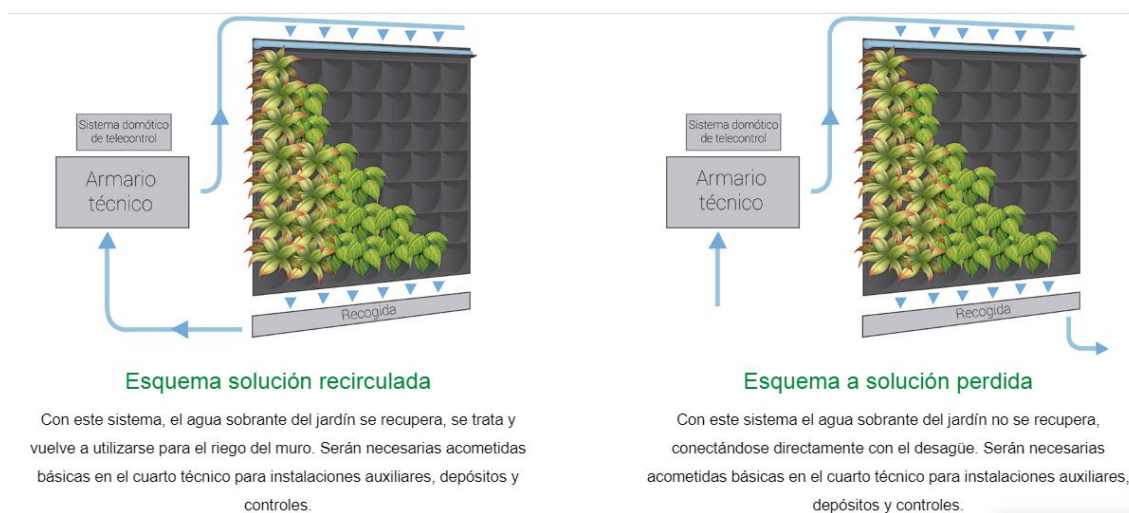 Sistema domótico
de telecontrol
Armario
técnico
Recogida
Esquema solución recirculada
Con este sistema, el agua sobrante del jardín se recupera, se trata y
vuelve a utilizarse para el riego del muro. Serán necesarias acometidas
básicas en el cuarto técnico para instalaciones auxiliares, depósitos y
controles.
Sistema domótico
de telecontrol
Armario
técnico
Recogida
Esquema a solución perdida
Con este sistema el agua sobrante del jardín no se recupera,
conectándose directamente con el desagüe. Serán necesarias
acometidas básicas en el cuarto técnico para instalaciones auxiliares,
depósitos y controles.